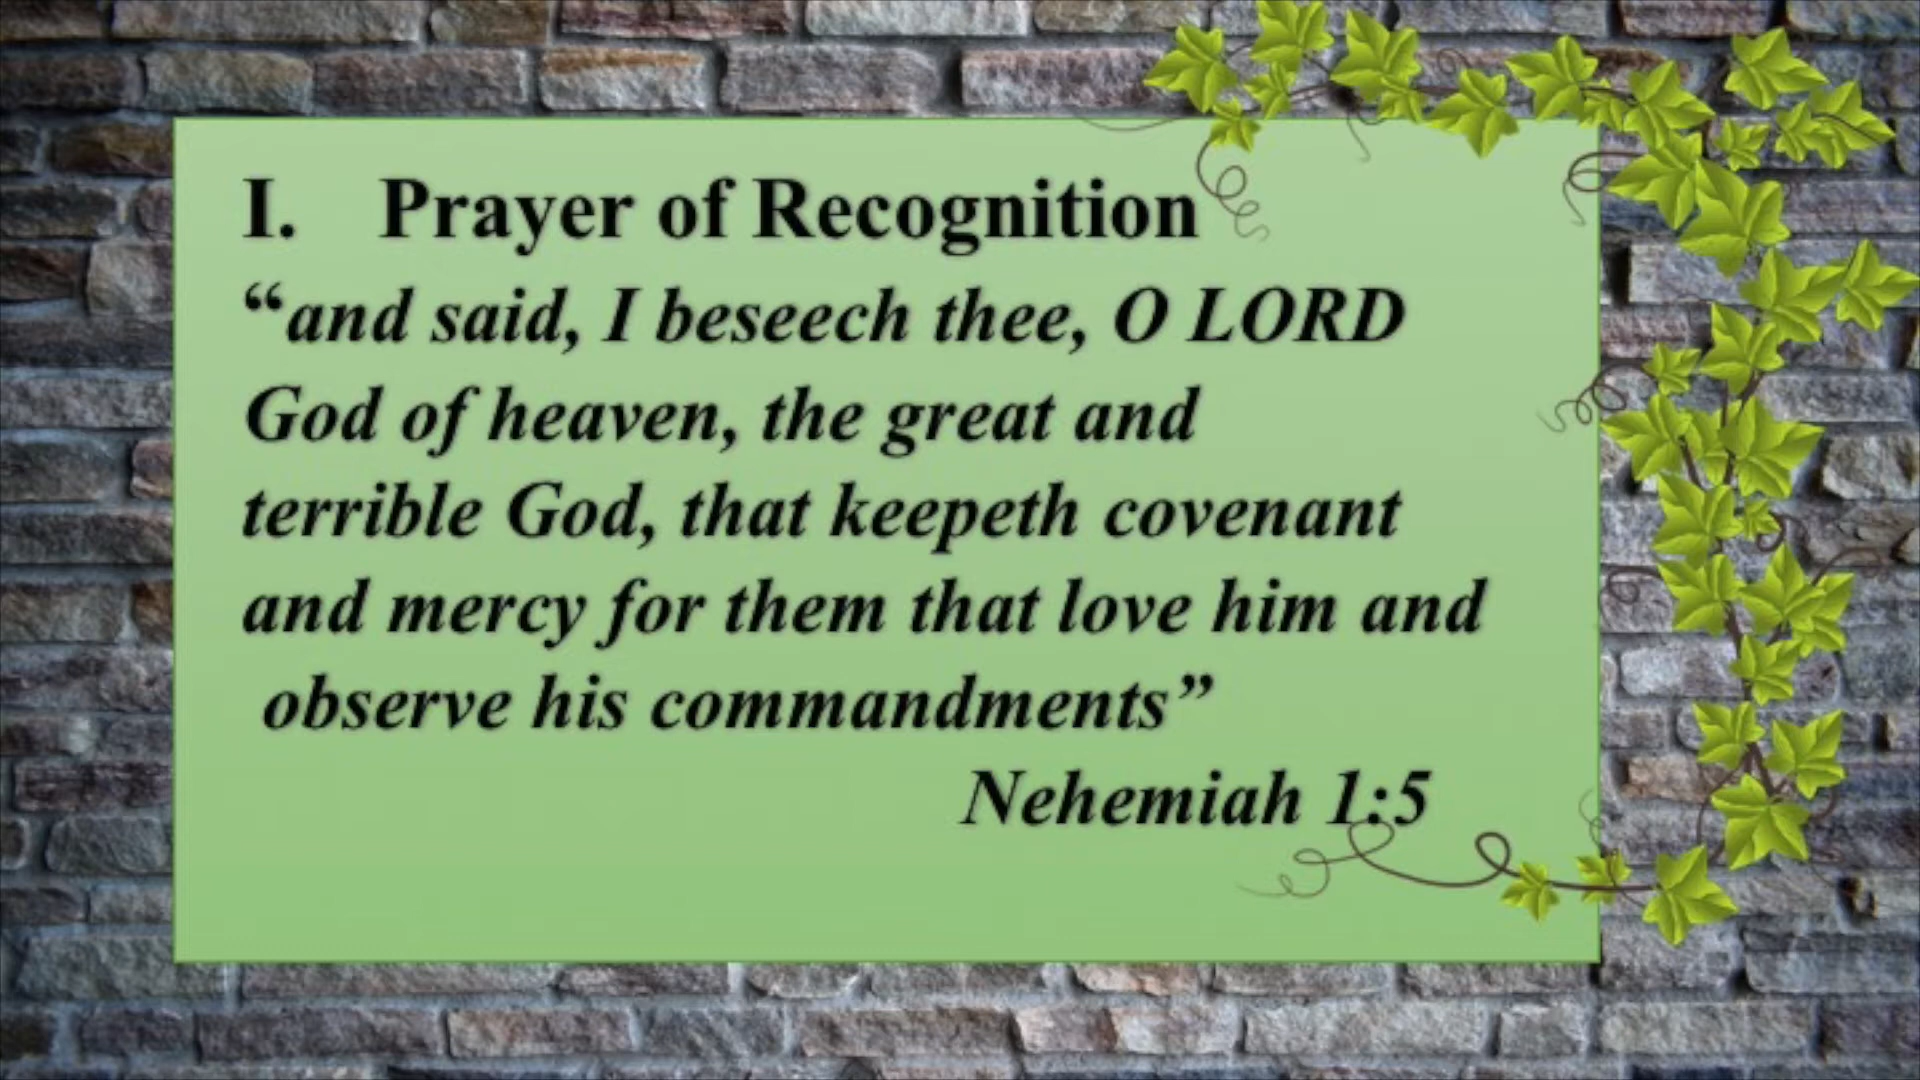 I. Prayer of Recognition
“and said, I beseech thee, O LORD
God of heaven, the great and
terrible God, that keepeth covenant
and mercy for them that love him and
observe his commandments”
Nehemiah 1:5